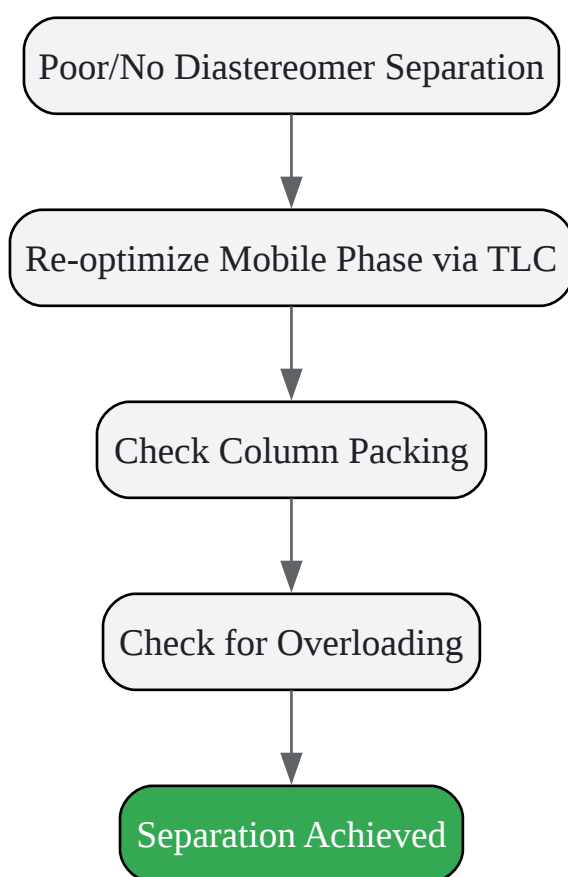 Poor/No Diastereomer Separation
Re-optimize Mobile Phase via TLC
Check Column Packing
Check for Overloading
Separation Achieved